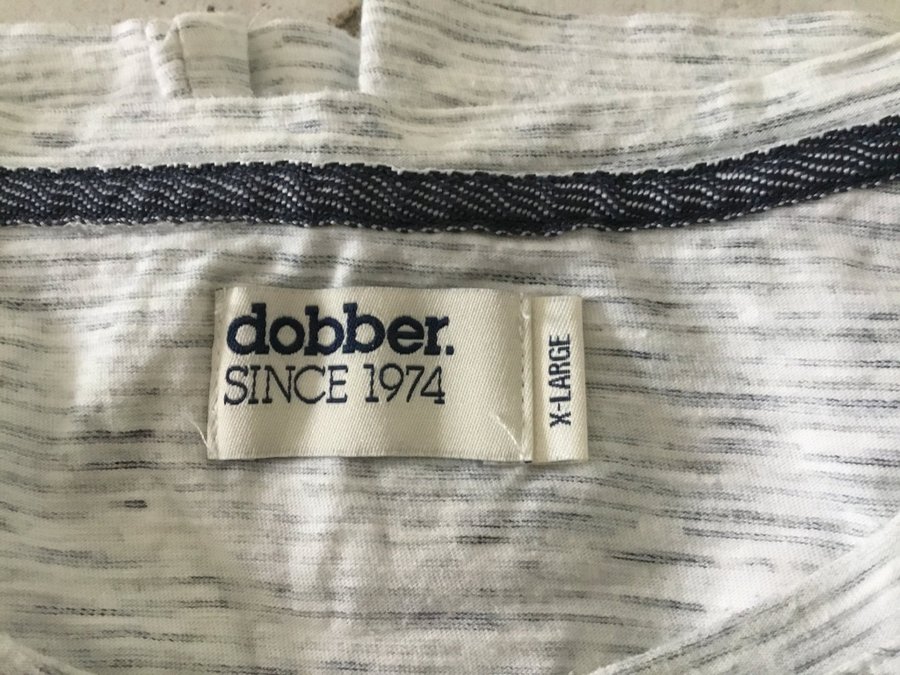 dobber.
SINCE 1974
X-LARGE